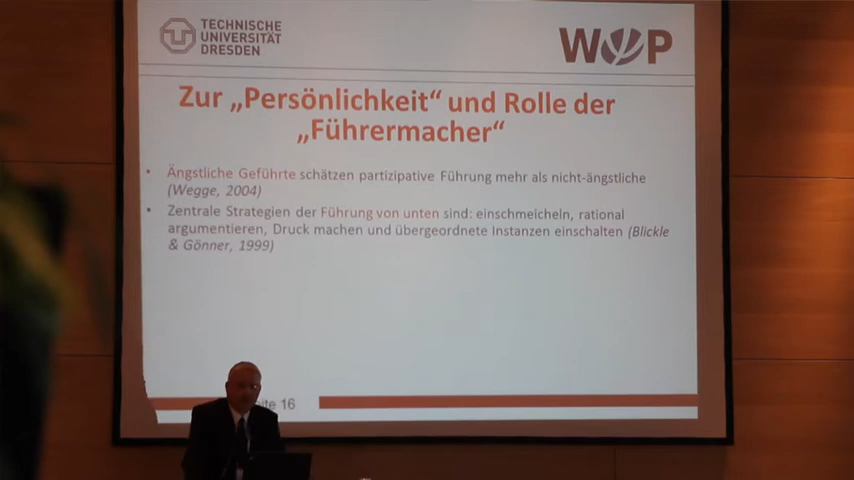 TECHNISCHE
UNIVERSITÄT
DRESDEN
WOP
Zur „Persönlichkeit“ und Rolle der
„Führermacher“
• Ängstliche Geführte schätzen partizipative Führung mehr als nicht-ängstliche
(Wegge, 2004)
• Zentrale Strategien der Führung von unten sind: einschmeicheln, rational
argumentieren, Druck machen und übergeordnete Instanzen einschalten (Blickle
& Gönner, 1999)
ite 16